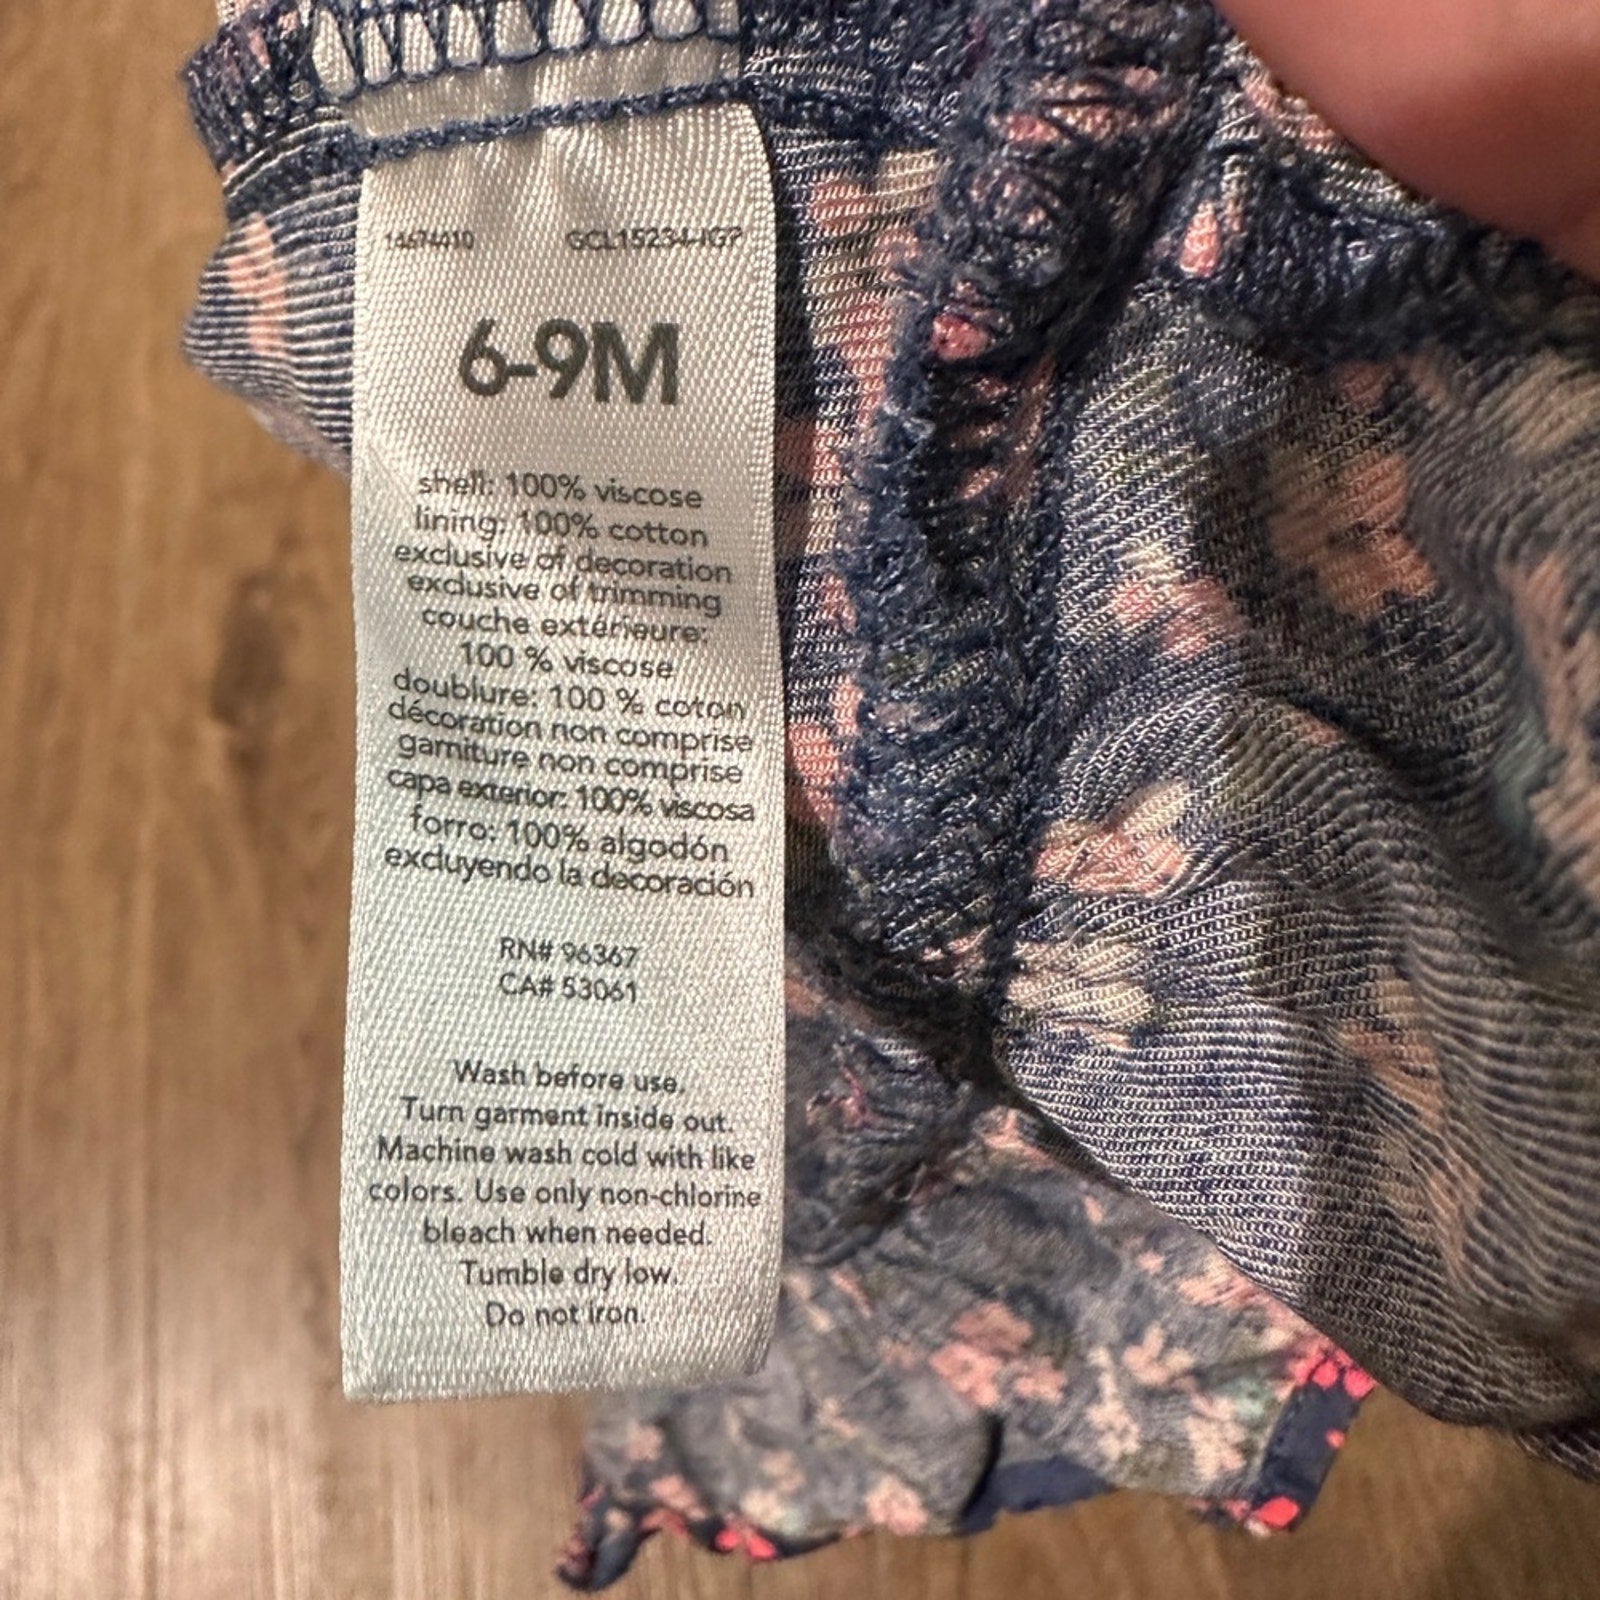 GCL15234-IG?
6-9M
shell: 100% viscose
lining: 100% cotton
exclusive of decoration
exclusive of trimming
couche extérieure:
100 % viscose
doublure: 100 % coton
décoration non comprise
garniture non comprise
capa exterior: 100% viscosa
forro: 100% algodón
excluyendo la decoración
RN# 96367
CA# 53061
Wash before use.
Turn garment inside out.
Machine wash cold with like
colors. Use only non-chlorine
bleach when needed.
Tumble dry low.
Do not iron.